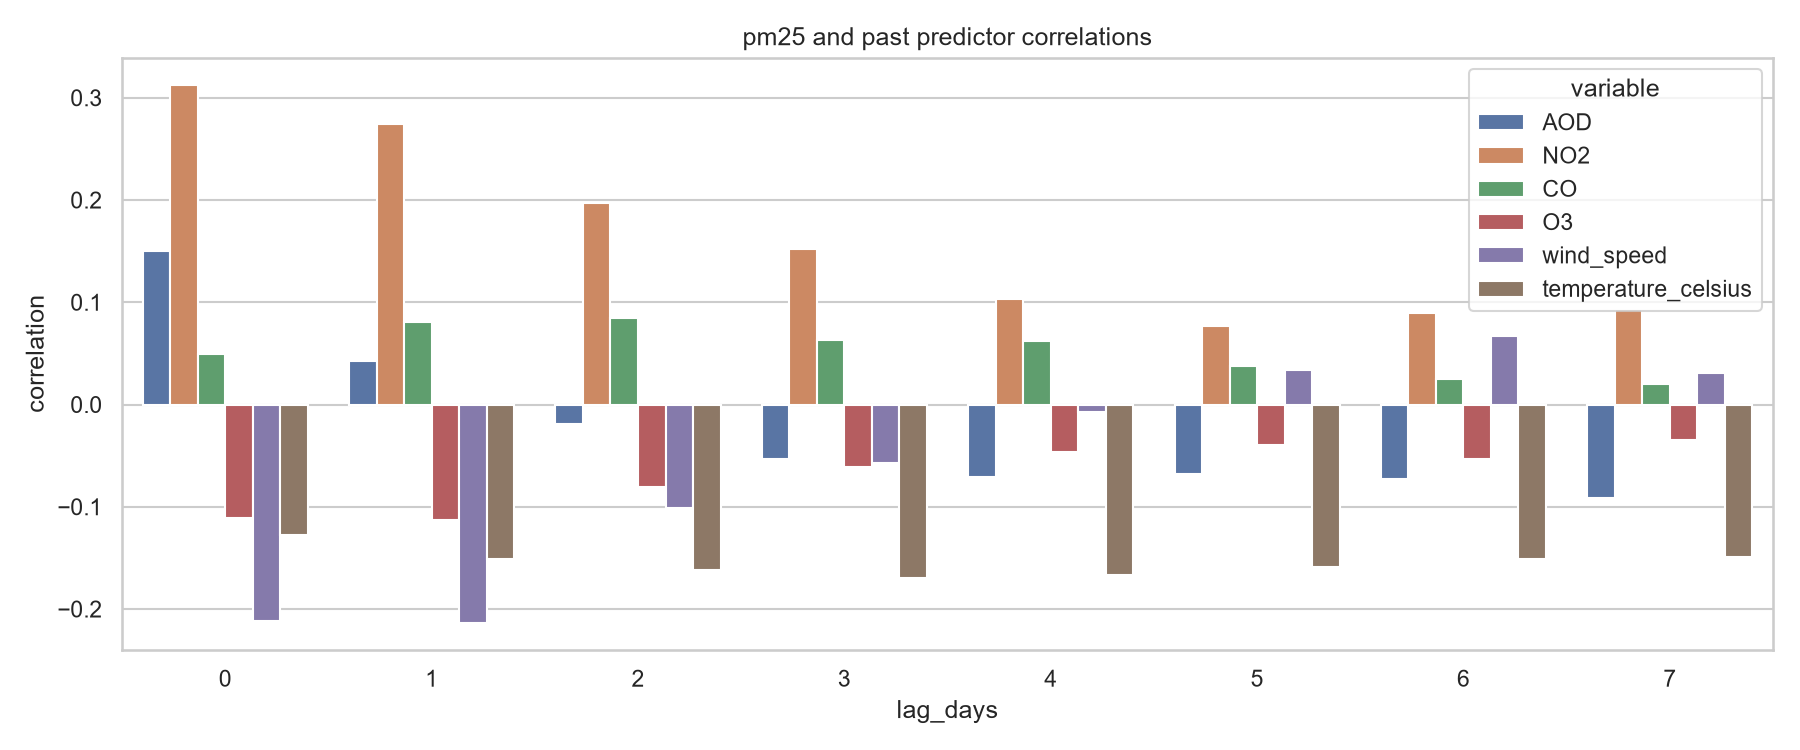 pm25 and past predictor correlations
variable
AOD
NO2
CO
O3
wind_speed
temperature_celsius
correlation
0.3
0.2
0.1
0.0
−0.1
−0.2
0 1 2 3 4 5 6 7
lag_days